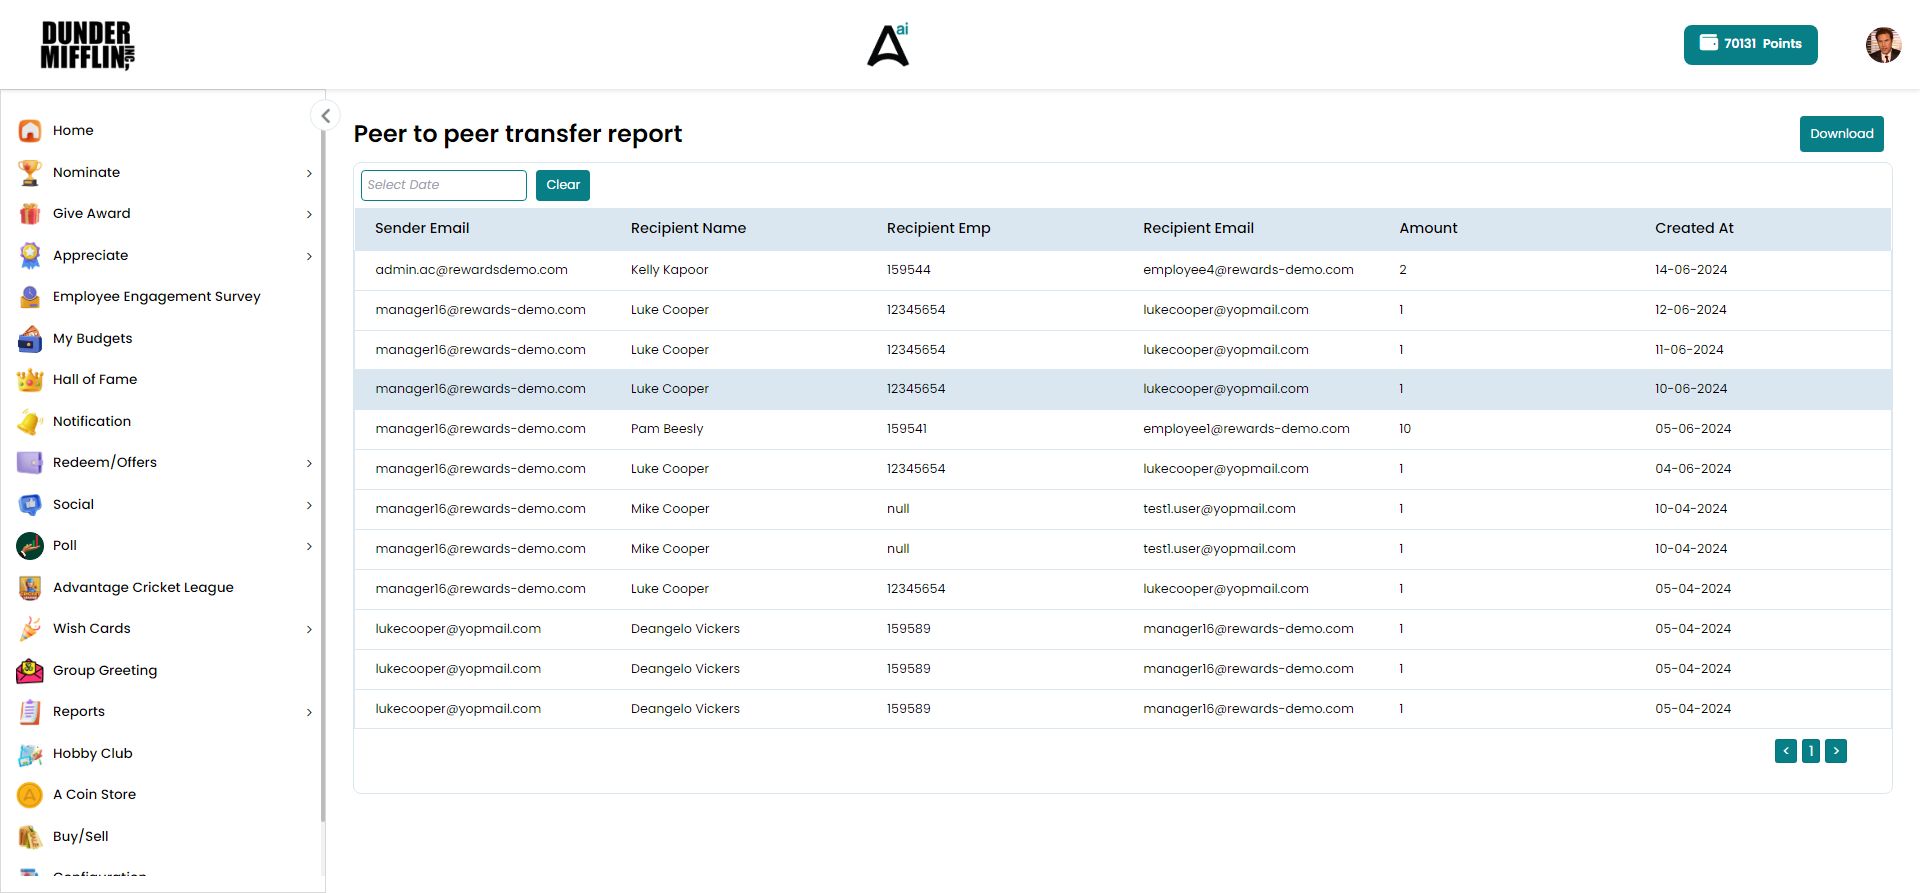 DUNDER
MIFFLIN INC,
ai
70131 Points
Home
Nominate
Give Award
Appreciate
Employee Engagement Survey
My Budgets
Hall of Fame
Notification
Redeem/Offers
Social
Poll
Advantage Cricket League
Wish Cards
Group Greeting
Reports
Hobby Club
A Coin Store
Buy/Sell
Configuration
Peer to peer transfer report
Download
Select Date
Clear
Sender Email Recipient Name Recipient Emp Recipient Email Amount Created At
admin.ac@rewardsdemo.com Kelly Kapoor 159544 employee4@rewards-demo.com 2 14-06-2024
manager16@rewards-demo.com Luke Cooper 12345654 lukecooper@yopmail.com 1 12-06-2024
manager16@rewards-demo.com Luke Cooper 12345654 lukecooper@yopmail.com 1 11-06-2024
manager16@rewards-demo.com Luke Cooper 12345654 lukecooper@yopmail.com 1 10-06-2024
manager16@rewards-demo.com Pam Beesly 159541 employee1@rewards-demo.com 10 05-06-2024
manager16@rewards-demo.com Luke Cooper 12345654 lukecooper@yopmail.com 1 04-06-2024
manager16@rewards-demo.com Mike Cooper null test1.user@yopmail.com 1 10-04-2024
manager16@rewards-demo.com Mike Cooper null test1.user@yopmail.com 1 10-04-2024
manager16@rewards-demo.com Luke Cooper 12345654 lukecooper@yopmail.com 1 05-04-2024
lukecooper@yopmail.com Deangelo Vickers 159589 manager16@rewards-demo.com 1 05-04-2024
lukecooper@yopmail.com Deangelo Vickers 159589 manager16@rewards-demo.com 1 05-04-2024
lukecooper@yopmail.com Deangelo Vickers 159589 manager16@rewards-demo.com 1 05-04-2024
< 1 >